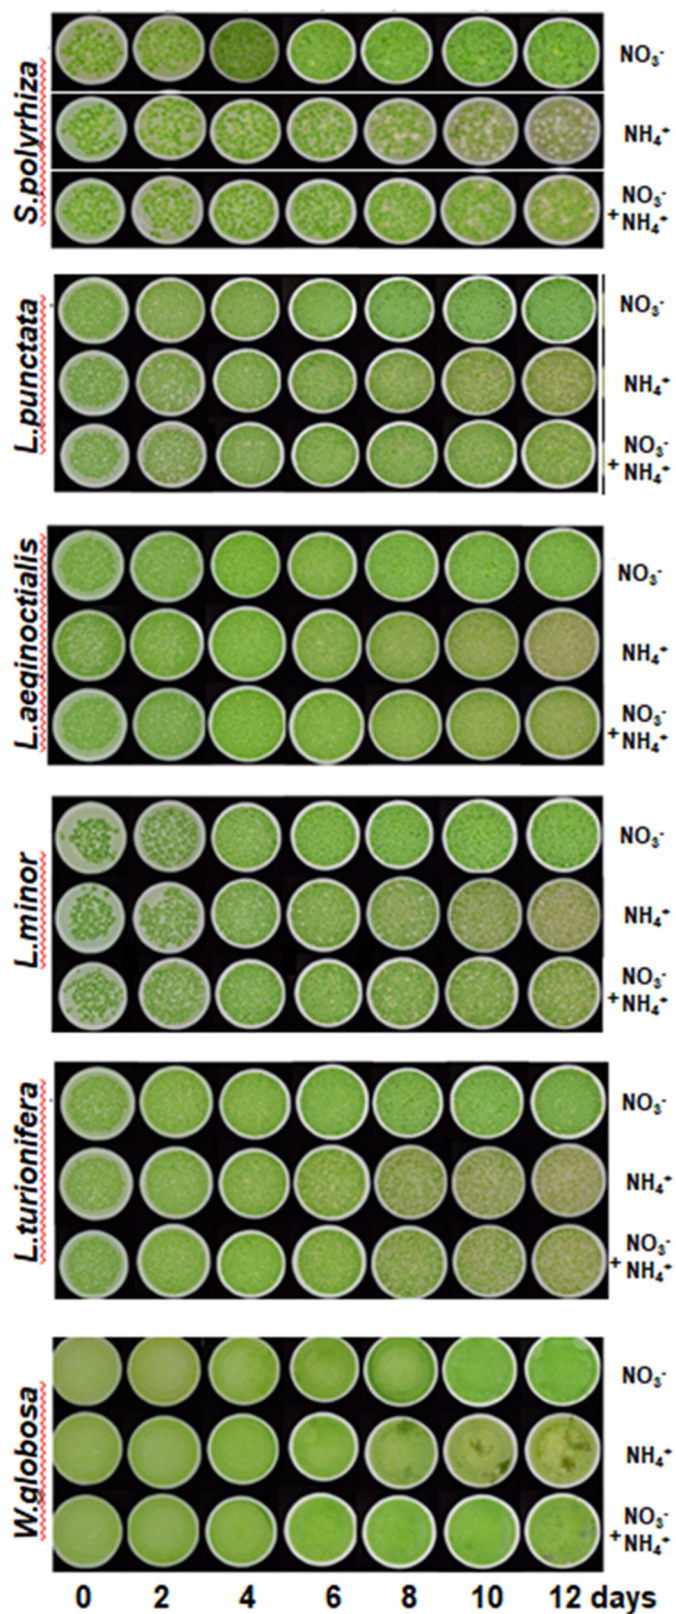 S.polyrhiza
NO₃⁻
NH₄⁺
NO₃⁻
+ NH₄⁺
L.punctata
NO₃⁻
NH₄⁺
NO₃⁻
+ NH₄⁺
L.aeqinoctialis
NO₃⁻
NH₄⁺
NO₃⁻
+ NH₄⁺
L.minor
NO₃⁻
NH₄⁺
NO₃⁻
+ NH₄⁺
L.turionifera
NO₃⁻
NH₄⁺
NO₃⁻
+ NH₄⁺
W.globosa
NO₃⁻
NH₄⁺
NO₃⁻
+ NH₄⁺
0 2 4 6 8 10 12 days